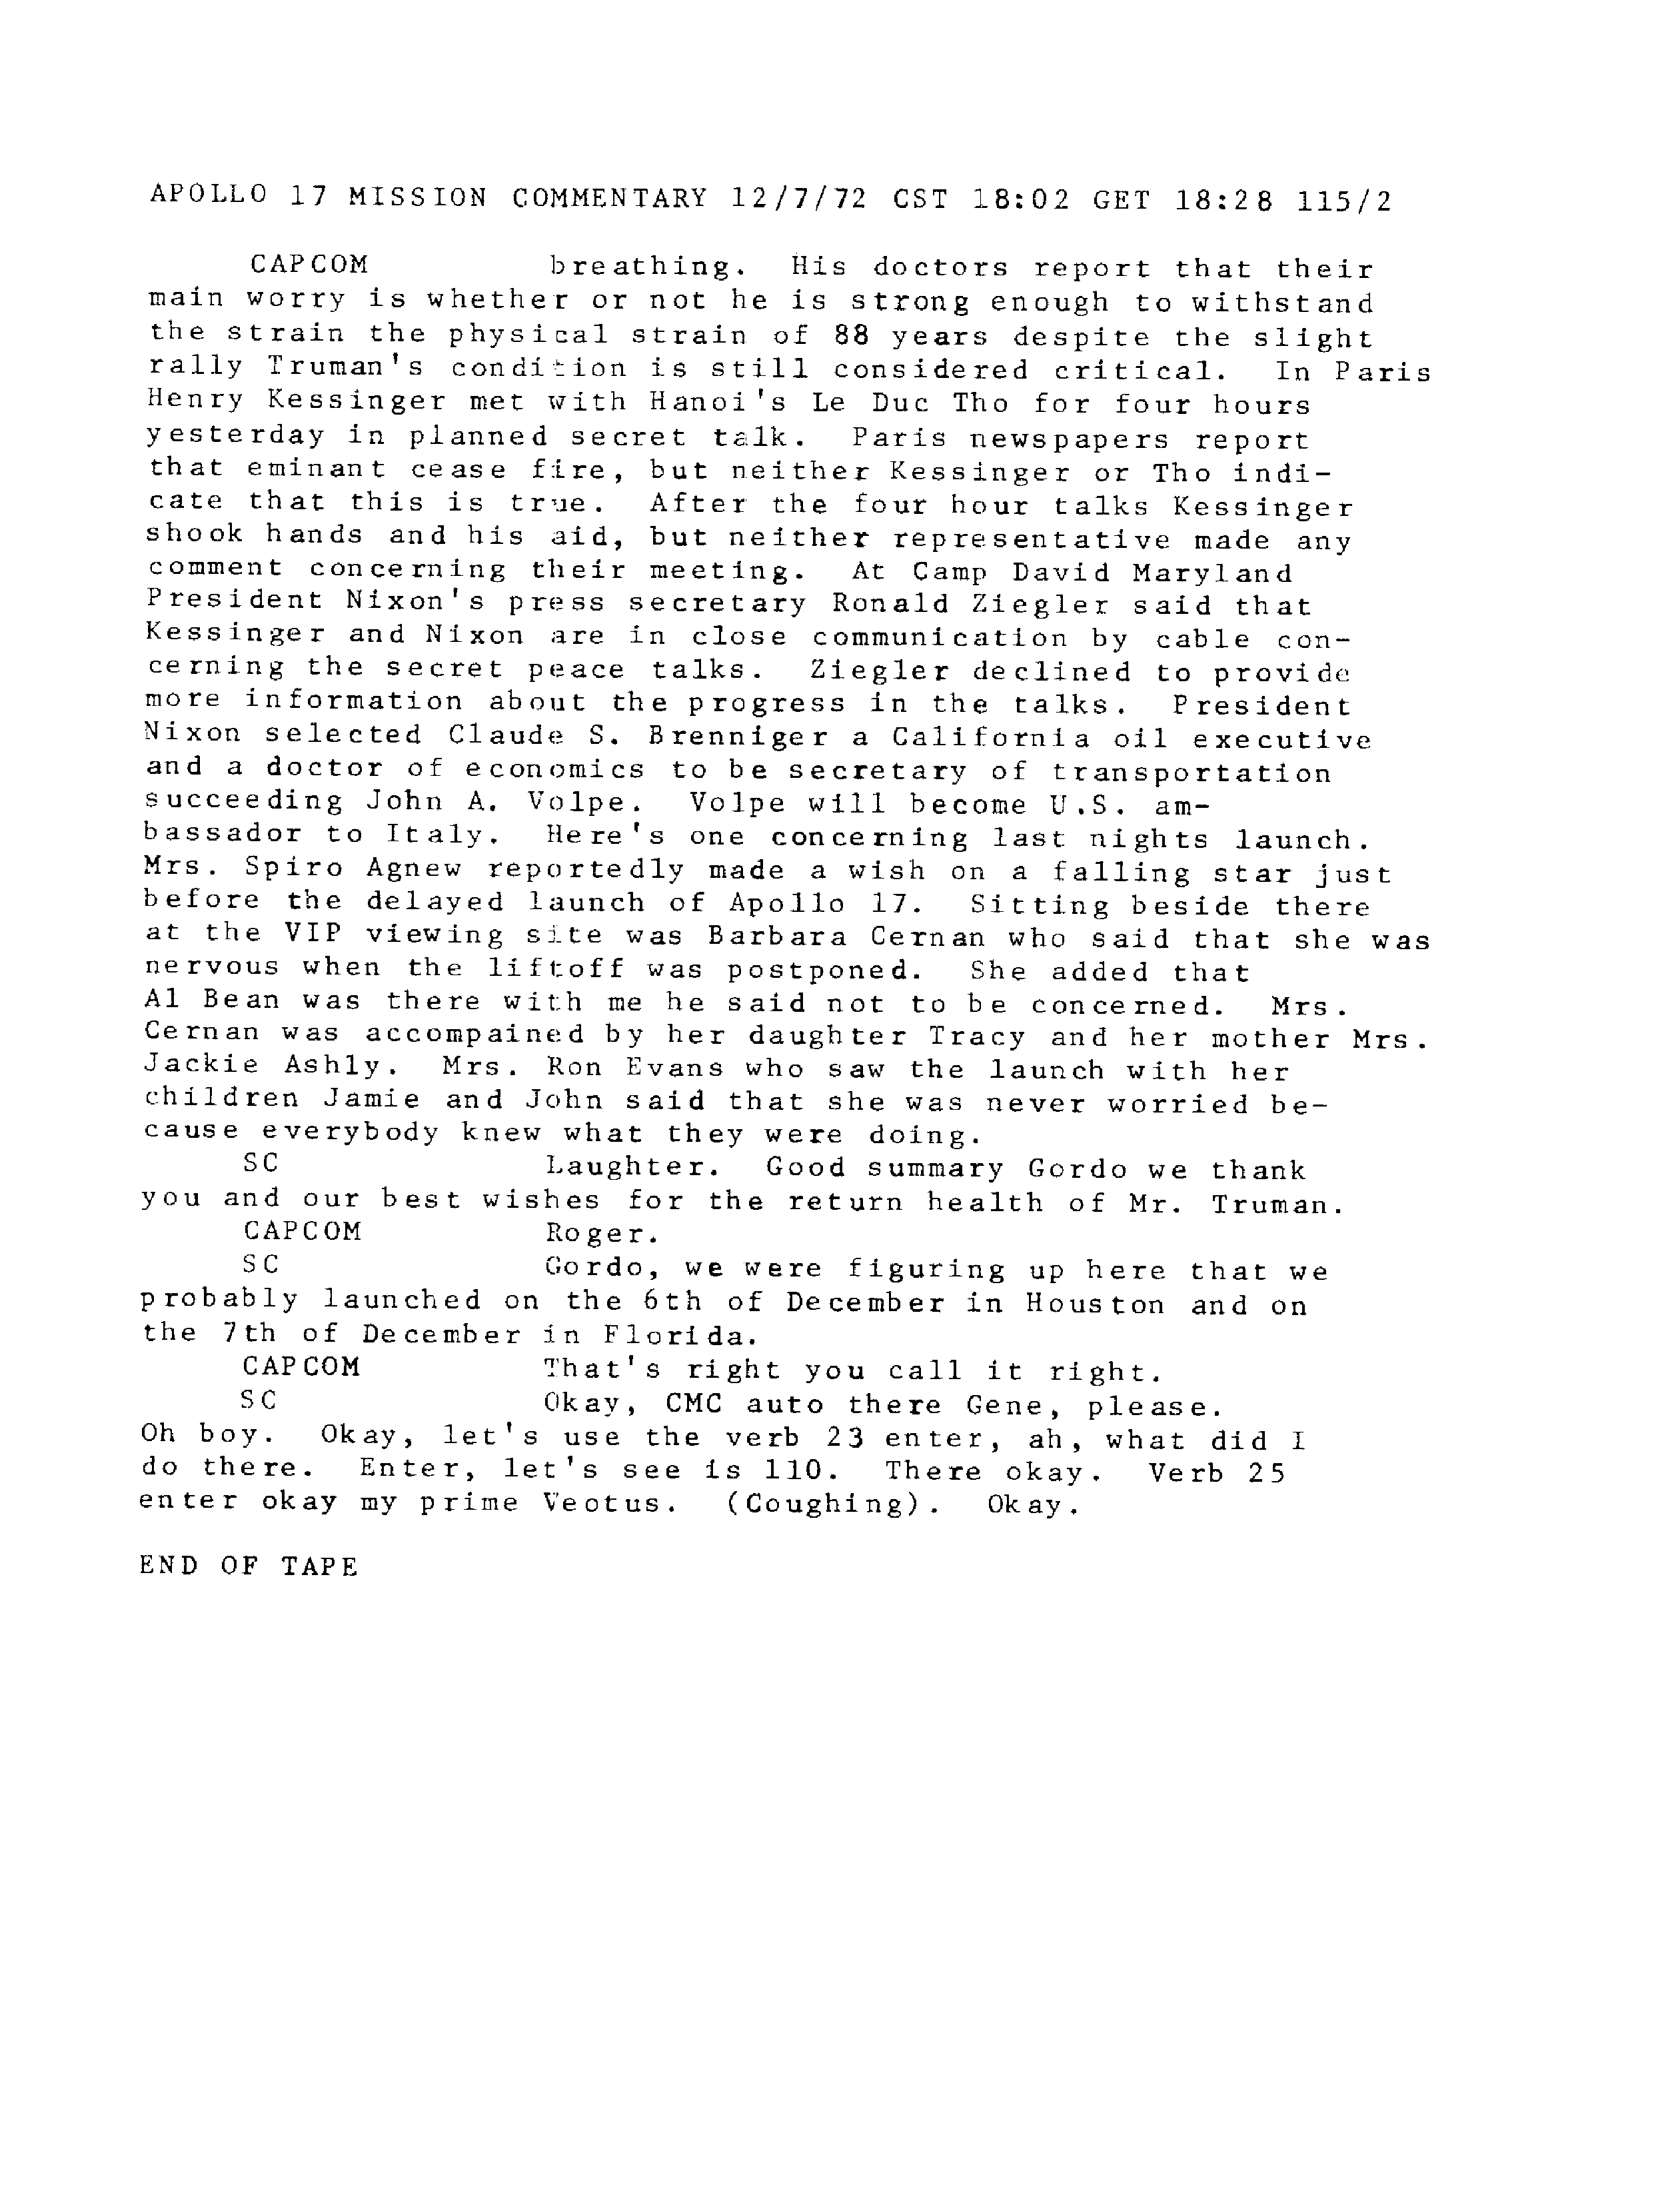 APOLLO 17 MISSION COMMENTARY 12/7/72 CST 18:02 GET 18:28 115/2
CAPCOM breathing. His doctors report that their
main worry is whether or not he is strong enough to withstand
the strain the physical strain of 88 years despite the slight
rally Truman's condition is still considered critical. In Paris
Henry Kessinger met with Hanoi's Le Duc Tho for four hours
yesterday in planned secret talk. Paris newspapers report
that eminant cease fire, but neither Kessinger or Tho indi-
cate that this is true. After the four hour talks Kessinger
shook hands and his aid, but neither representative made any
comment concerning their meeting. At Camp David Maryland
President Nixon's press secretary Ronald Ziegler said that
Kessinger and Nixon are in close communication by cable con-
cerning the secret peace talks. Ziegler declined to provide
more information about the progress in the talks. President
Nixon selected Claude S. Brenniger a California oil executive
and a doctor of economics to be secretary of transportation
succeeding John A. Volpe. Volpe will become U.S. am-
bassador to Italy. Here's one concerning last nights launch.
Mrs. Spiro Agnew reportedly made a wish on a falling star just
before the delayed launch of Apollo 17. Sitting beside there
at the VIP viewing site was Barbara Cernan who said that she was
nervous when the liftoff was postponed. She added that
Al Bean was there with me he said not to be concerned. Mrs.
Cernan was accompained by her daughter Tracy and her mother Mrs.
Jackie Ashly. Mrs. Ron Evans who saw the launch with her
children Jamie and John said that she was never worried be-
cause everybody knew what they were doing.
SC Laughter. Good summary Gordo we thank
you and our best wishes for the return health of Mr. Truman.
CAPCOM Roger.
SC Gordo, we were figuring up here that we
probably launched on the 6th of December in Houston and on
the 7th of December in Florida.
CAPCOM That's right you call it right.
SC Okay, CMC auto there Gene, please.
Oh boy. Okay, let's use the verb 23 enter, ah, what did I
do there. Enter, let's see is 110. There okay. Verb 25
enter okay my prime Veotus. (Coughing). Okay.
END OF TAPE